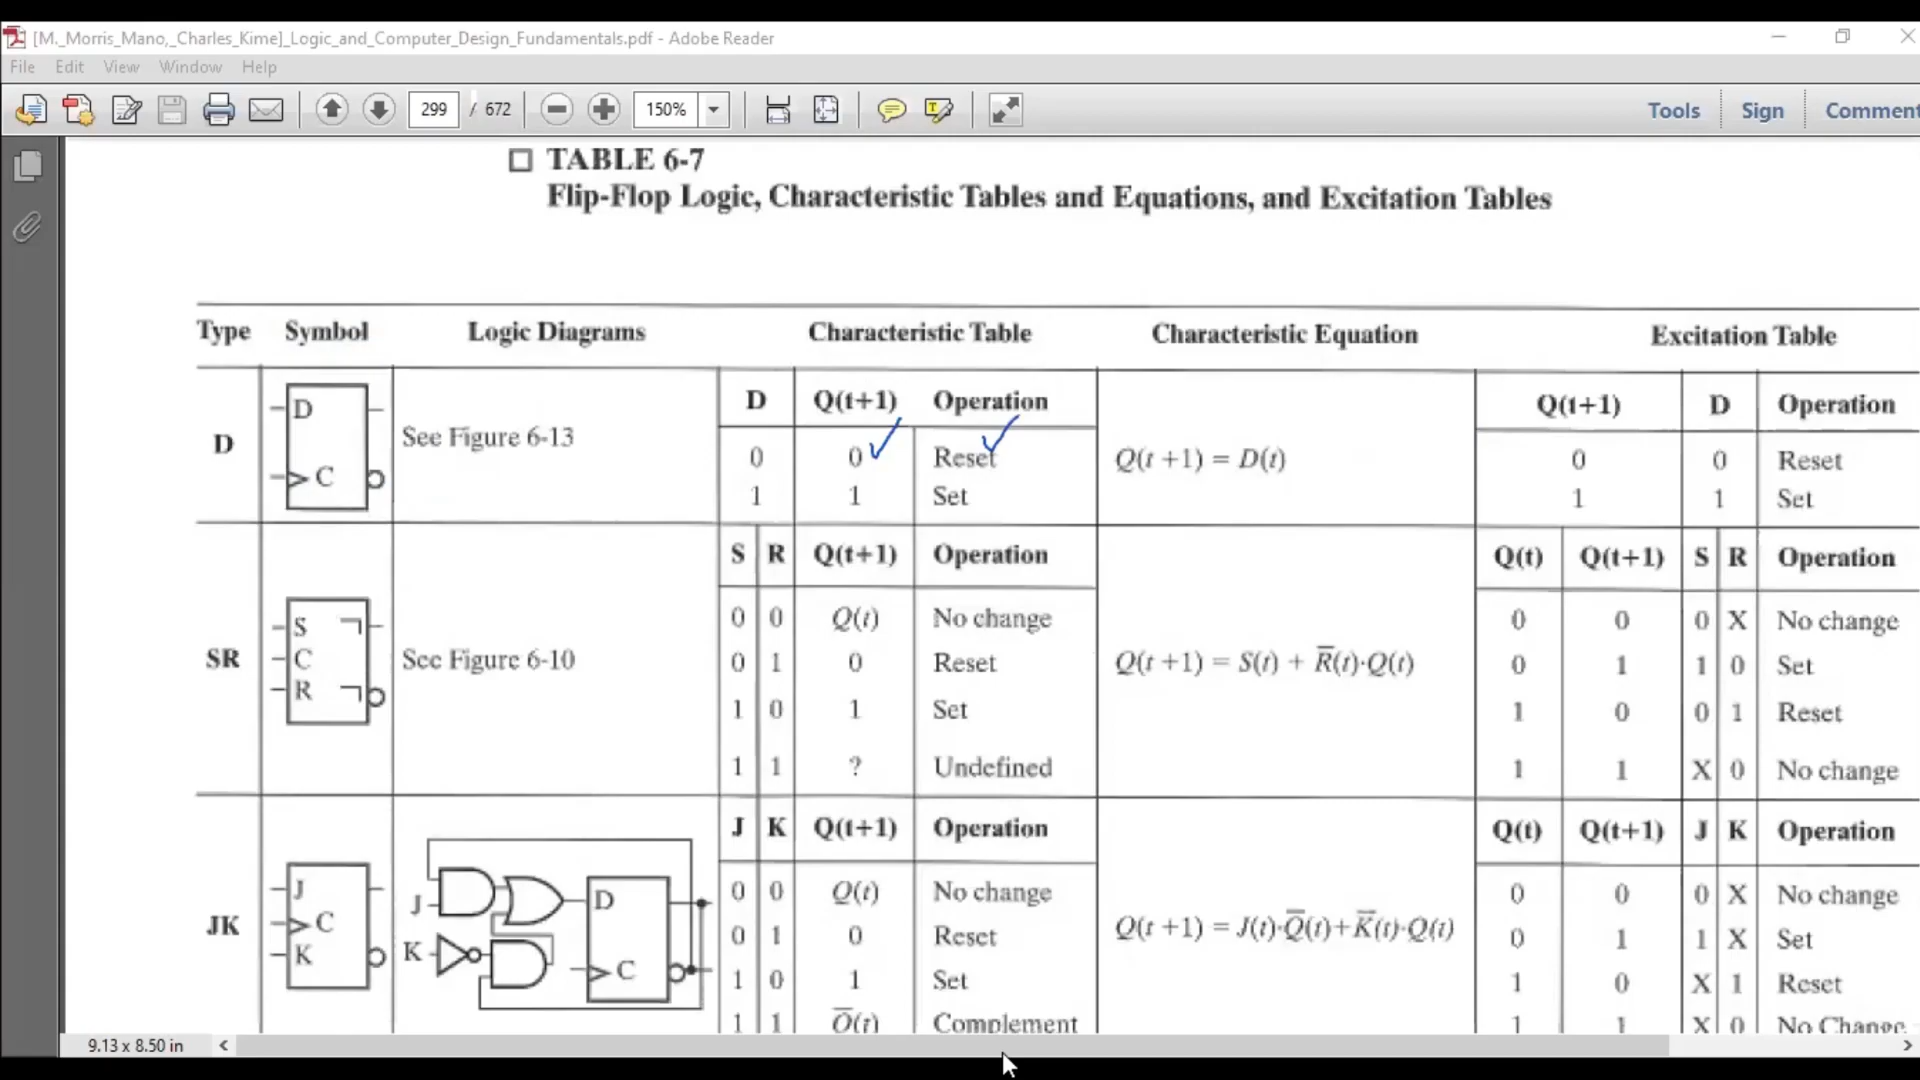 [M._Morris_Mano,_Charles_Kime]_Logic_and_Computer_Design_Fundamentals.pdf - Adobe Reader
File Edit View Window Help
299 / 672 150% Tools Sign Comment
TABLE 6-7
Flip-Flop Logic, Characteristic Tables and Equations, and Excitation Tables
Type Symbol Logic Diagrams Characteristic Table Characteristic Equation Excitation Table
D Q(t+1) Operation Q(t+1) D Operation
D D C See Figure 6-13 Q(t +1) = D(t)
0 0 Reset 0 0 Reset
1 1 Set 1 1 Set
S R Q(t+1) Operation Q(t) Q(t+1) S R Operation
0 0 Q(t) No change 0 0 0 X No change
SR S C R See Figure 6-10 Q(t +1) = S(t) + R̅(t)·Q(t)
0 1 0 Reset 0 1 1 0 Set
1 0 1 Set 1 0 0 1 Reset
1 1 ? Undefined 1 1 X 0 No change
J K Q(t+1) Operation Q(t) Q(t+1) J K Operation
0 0 Q(t) No change 0 0 0 X No change
JK J C K J K D C Q(t +1) = J(t)·Q̅(t)+K̅(t)·Q(t)
0 1 0 Reset 0 1 1 X Set
1 0 1 Set 1 0 X 1 Reset
1 1 Q̅(t) Complement 1 1 X 0 No Change
9.13 x 8.50 in